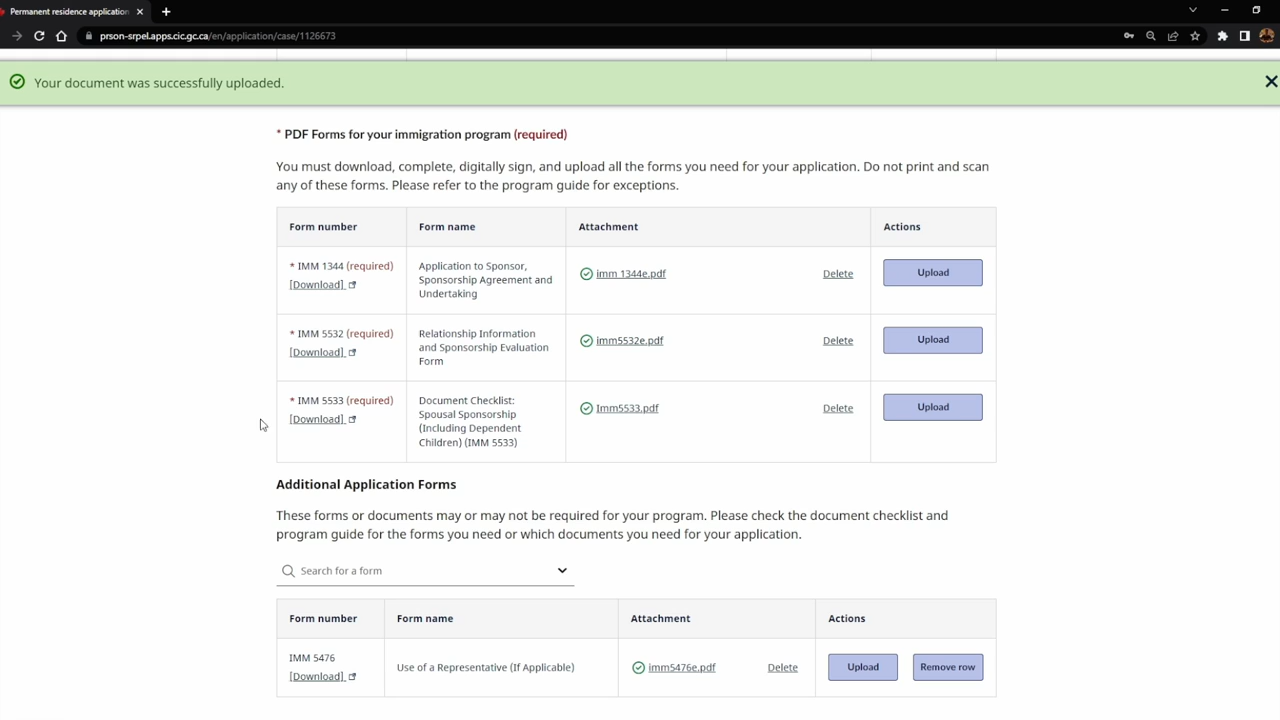 Permanent residence application
prson-srpel.apps.cic.gc.ca/en/application/case/1126673
Your document was successfully uploaded.
* PDF Forms for your immigration program (required)
You must download, complete, digitally sign, and upload all the forms you need for your application. Do not print and scan
any of these forms. Please refer to the program guide for exceptions.
Form number Form name Attachment Actions
* IMM 1344 (required)
[Download]
Application to Sponsor,
Sponsorship Agreement and
Undertaking
imm 1344e.pdf
Delete
Upload
* IMM 5532 (required)
[Download]
Relationship Information
and Sponsorship Evaluation
Form
imm5532e.pdf
Delete
Upload
* IMM 5533 (required)
[Download]
Document Checklist:
Spousal Sponsorship
(Including Dependent
Children) (IMM 5533)
Imm5533.pdf
Delete
Upload
Additional Application Forms
These forms or documents may or may not be required for your program. Please check the document checklist and
program guide for the forms you need or which documents you need for your application.
Search for a form
Form number Form name Attachment Actions
IMM 5476
[Download]
Use of a Representative (If Applicable)
imm5476e.pdf
Delete
Upload
Remove row